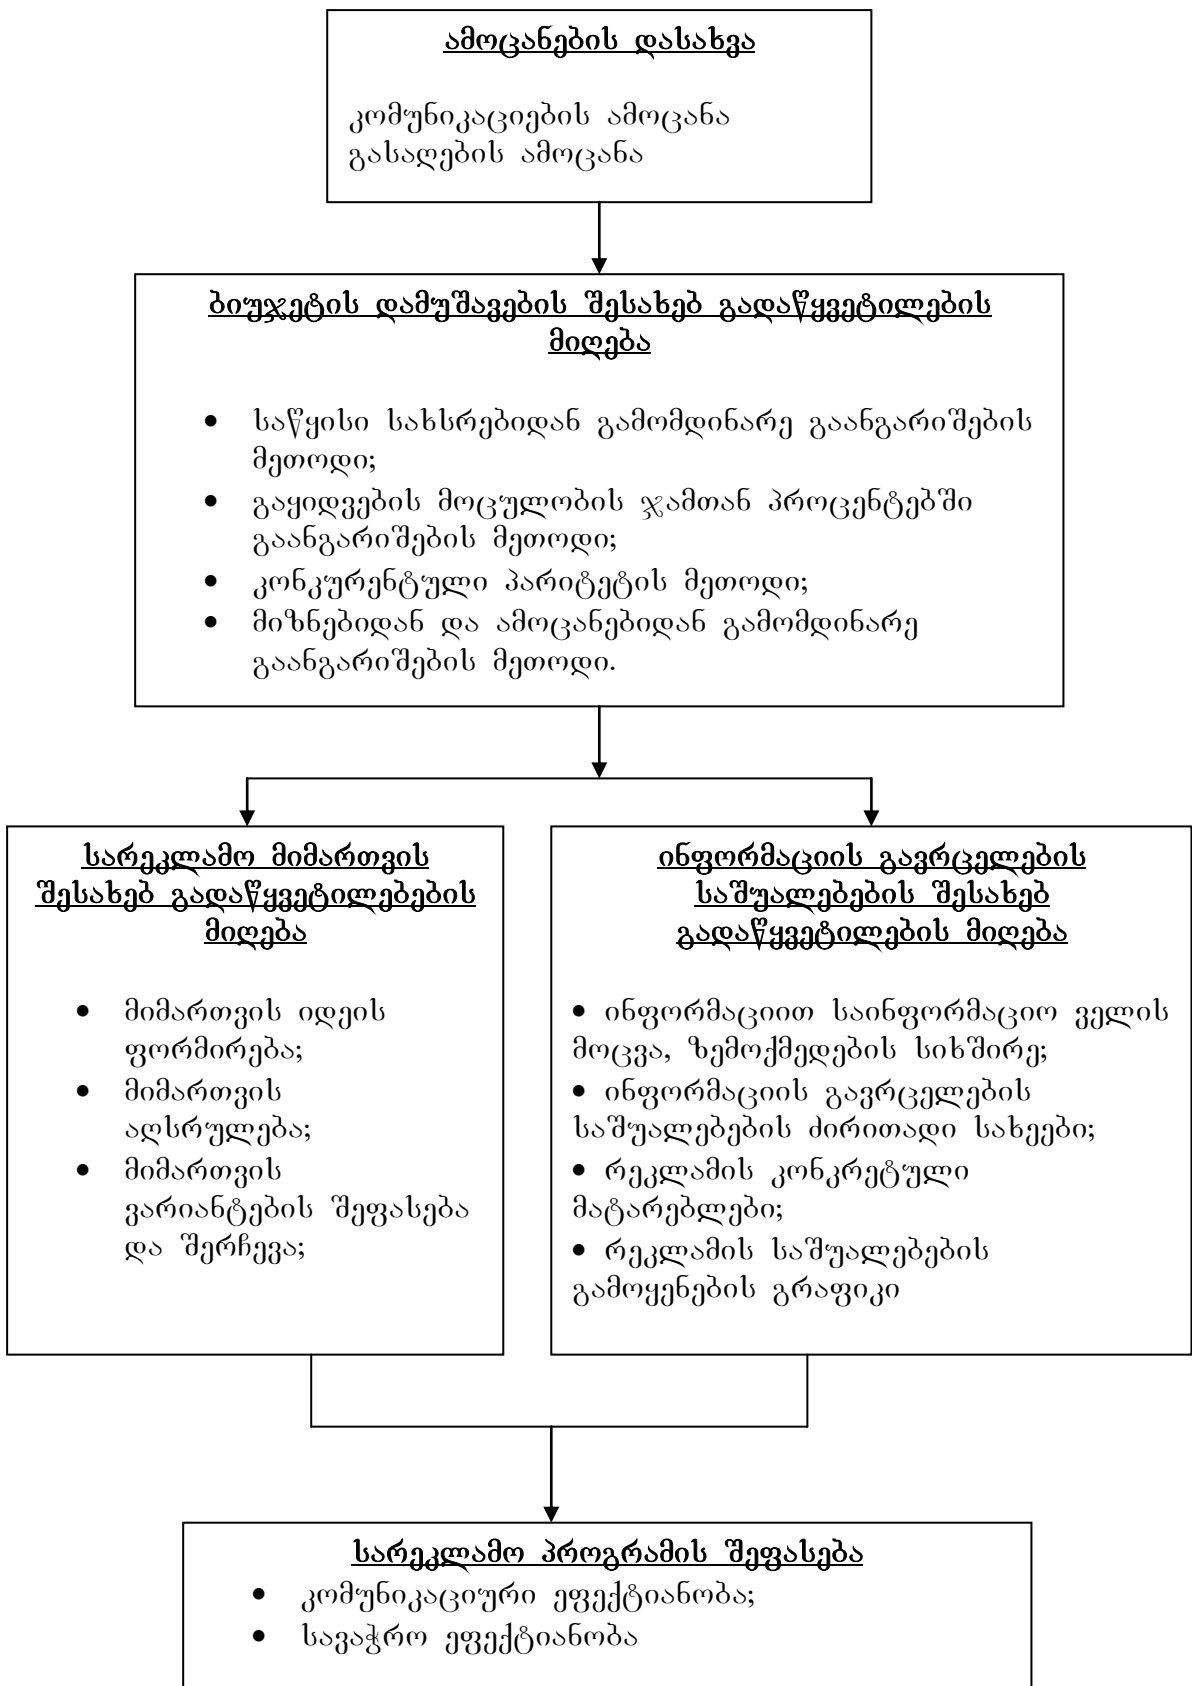 ამოცანების დასახვა
კომუნიკაციების ამოცანა
გასაღების ამოცანა
ბიუჯეტის დამუშავების შესახებ გადაწყვეტილების
მიღება
• საწყისი სახსრებიდან გამომდინარე გაანგარიშების
მეთოდი;
• გაყიდვების მოცულობის ჯამთან პროცენტებში
გაანგარიშების მეთოდი;
• კონკურენტული პარიტეტის მეთოდი;
• მიზნებიდან და ამოცანებიდან გამომდინარე
გაანგარიშების მეთოდი.
სარეკლამო მიმართვის
შესახებ გადაწყვეტილებების
მიღება
• მიმართვის იდეის
ფორმირება;
• მიმართვის
აღსრულება;
• მიმართვის
ვარიანტების შეფასება
და შერჩევა;
ინფორმაციის გავრცელების
საშუალებების შესახებ
გადაწყვეტილების მიღება
• ინფორმაციით საინფორმაციო ველის
მოცვა, ზემოქმედების სიხშირე;
• ინფორმაციის გავრცელების
საშუალებების ძირითადი სახეები;
• რეკლამის კონკრეტული
მატარებლები;
• რეკლამის საშუალებების
გამოყენების გრაფიკი
სარეკლამო პროგრამის შეფასება
• კომუნიკაციური ეფექტიანობა;
• სავაჭრო ეფექტიანობა